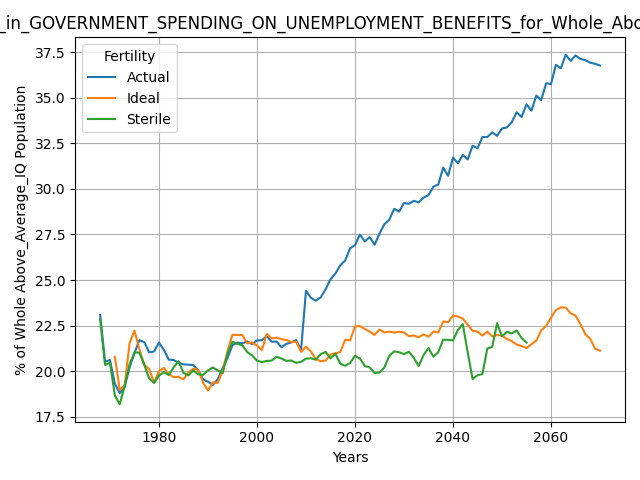 _in_GOVERNMENT_SPENDING_ON_UNEMPLOYMENT_BENEFITS_for_Whole_Abo
Fertility
Actual
Ideal
Sterile
% of Whole Above_Average_IQ Population
37.5
35.0
32.5
30.0
27.5
25.0
22.5
20.0
17.5
1980
2000
2020
2040
2060
Years